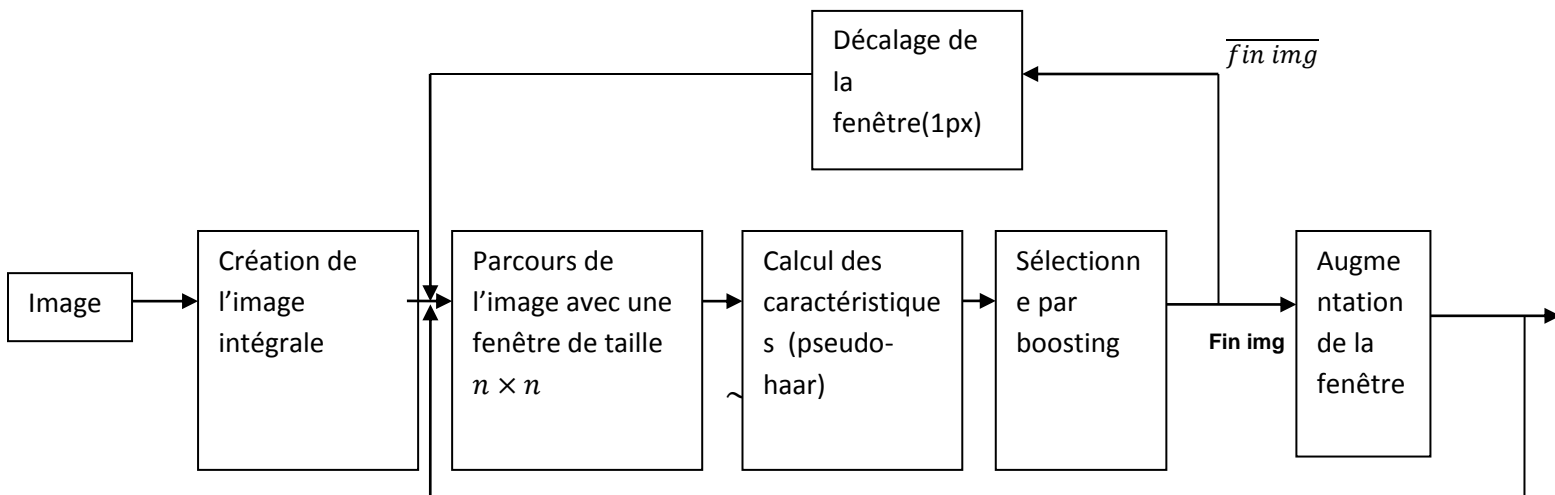 Décalage de
la
fenêtre(1px)
fin img
Image
Création de
l’image
intégrale
Parcours de
l’image avec une
fenêtre de taille
n × n
Calcul des
caractéristique
s (pseudo-
haar)
~
Sélectionn
e par
boosting
Fin img
Augme
ntation
de la
fenêtre